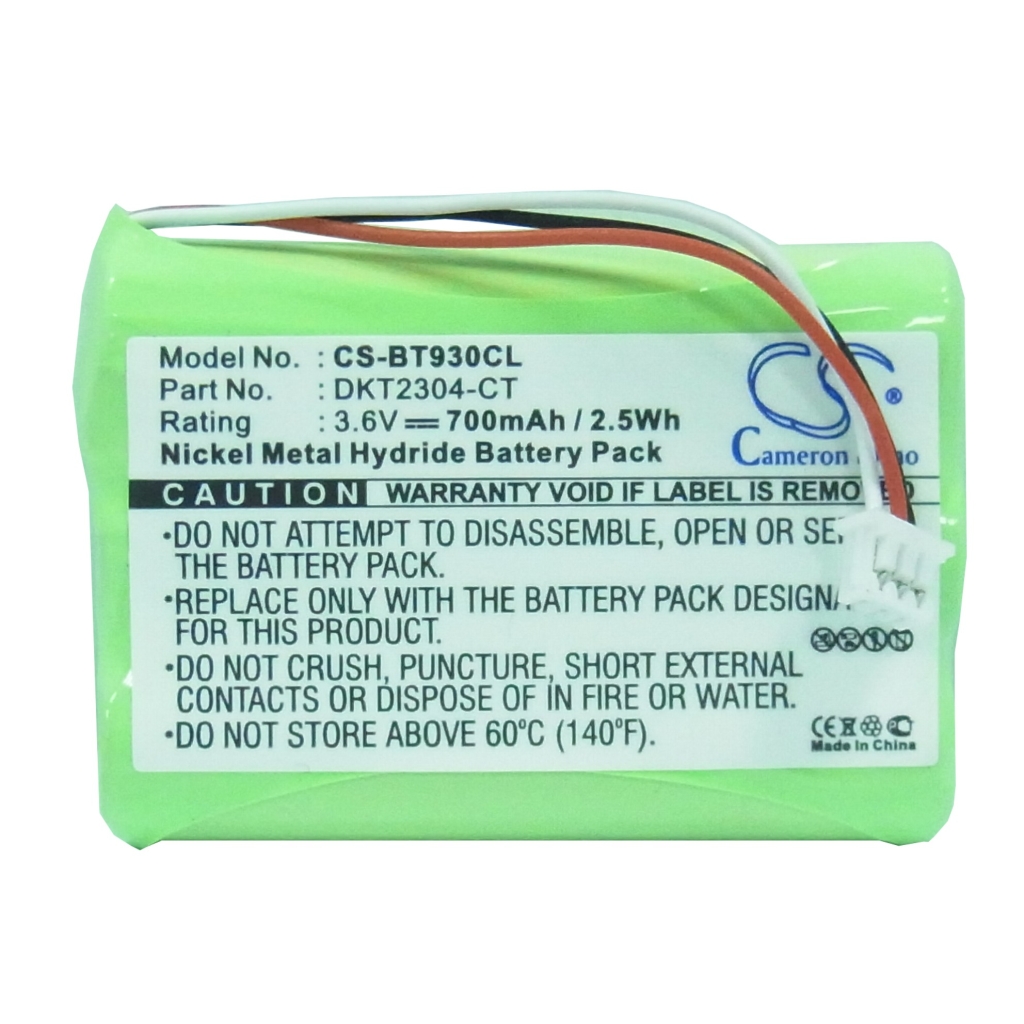 Model No. : CS-BT930CL
Part No. : DKT2304-CT
Rating : 3.6V 700mAh / 2.5Wh
Nickel Metal Hydride Battery Pack
CS ®
Cameron
CAUTION WARRANTY VOID IF LABEL IS
•DO NOT ATTEMPT TO DISASSEMBLE, OPEN OR
THE BATTERY PACK.
•REPLACE ONLY WITH THE BATTERY PACK
FOR THIS PRODUCT.
•DO NOT CRUSH, PUNCTURE, SHORT EXTERNAL
CONTACTS OR DISPOSE OF IN FIRE OR WATER.
•DO NOT STORE ABOVE 60°C (140°F).
CE
Made In China